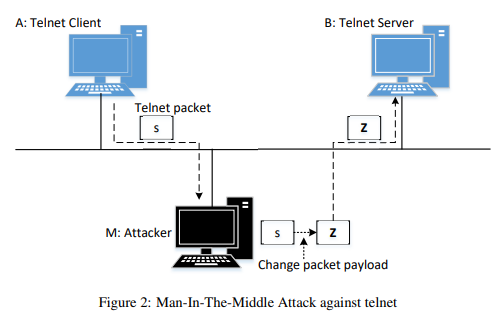 A: Telnet Client
B: Telnet Server
Telnet packet
s
Z
M: Attacker
s
Z
Change packet payload
Figure 2: Man-In-The-Middle Attack against telnet